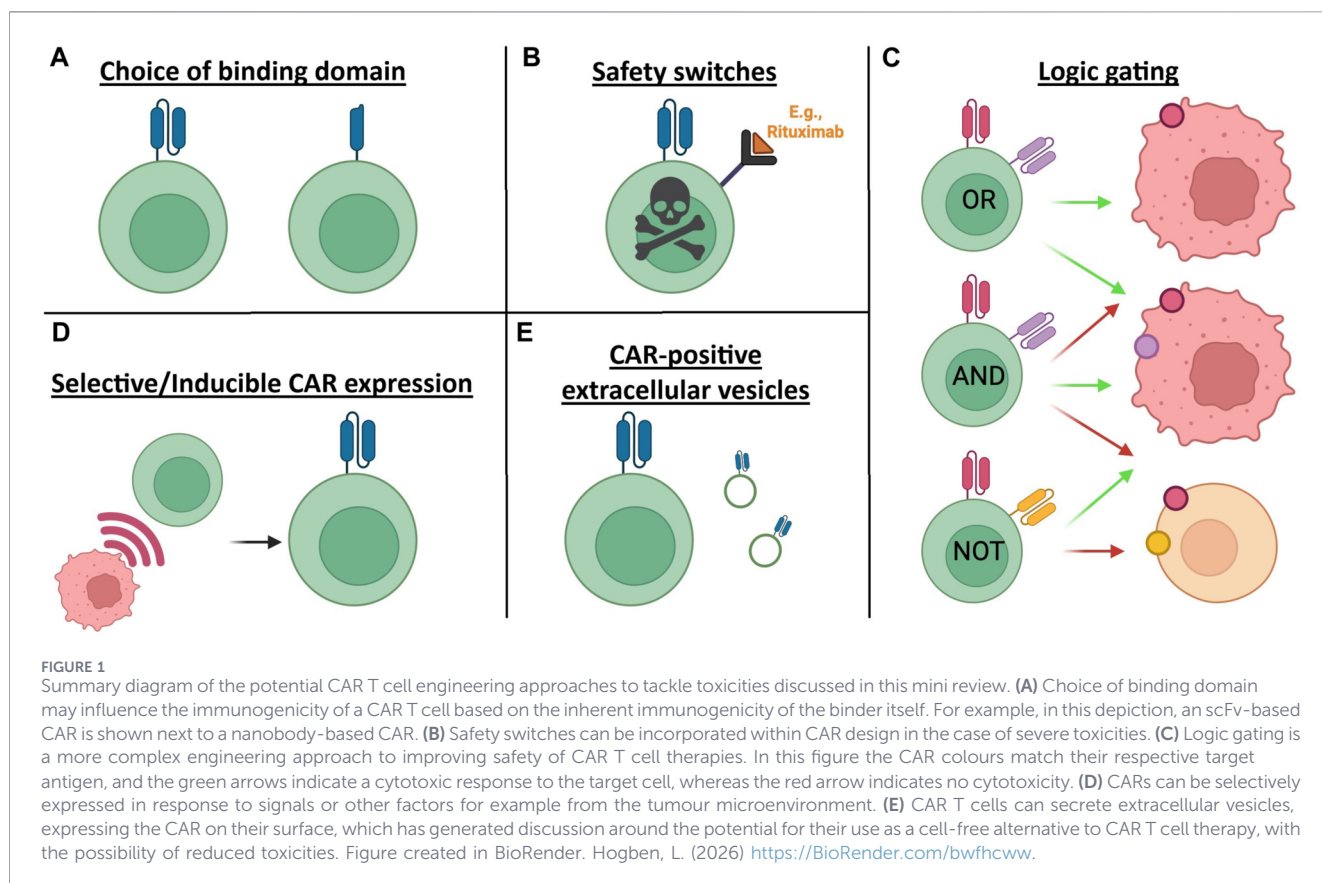 A
Choice of binding domain
B
Safety switches
E.g.,
Rituximab
C
Logic gating
OR
AND
NOT
D
Selective/Inducible CAR expression
E
CAR-positive
extracellular vesicles
FIGURE 1
Summary diagram of the potential CAR T cell engineering approaches to tackle toxicities discussed in this mini review. (A) Choice of binding domain
may influence the immunogenicity of a CAR T cell based on the inherent immunogenicity of the binder itself. For example, in this depiction, an scFv-based
CAR is shown next to a nanobody-based CAR. (B) Safety switches can be incorporated within CAR design in the case of severe toxicities. (C) Logic gating is
a more complex engineering approach to improving safety of CAR T cell therapies. In this figure the CAR colours match their respective target
antigen, and the green arrows indicate a cytotoxic response to the target cell, whereas the red arrow indicates no cytotoxicity. (D) CARs can be selectively
expressed in response to signals or other factors for example from the tumour microenvironment. (E) CAR T cells can secrete extracellular vesicles,
expressing the CAR on their surface, which has generated discussion around the potential for their use as a cell-free alternative to CAR T cell therapy, with
the possibility of reduced toxicities. Figure created in BioRender. Hogben, L. (2026) https://BioRender.com/bwfhcww.